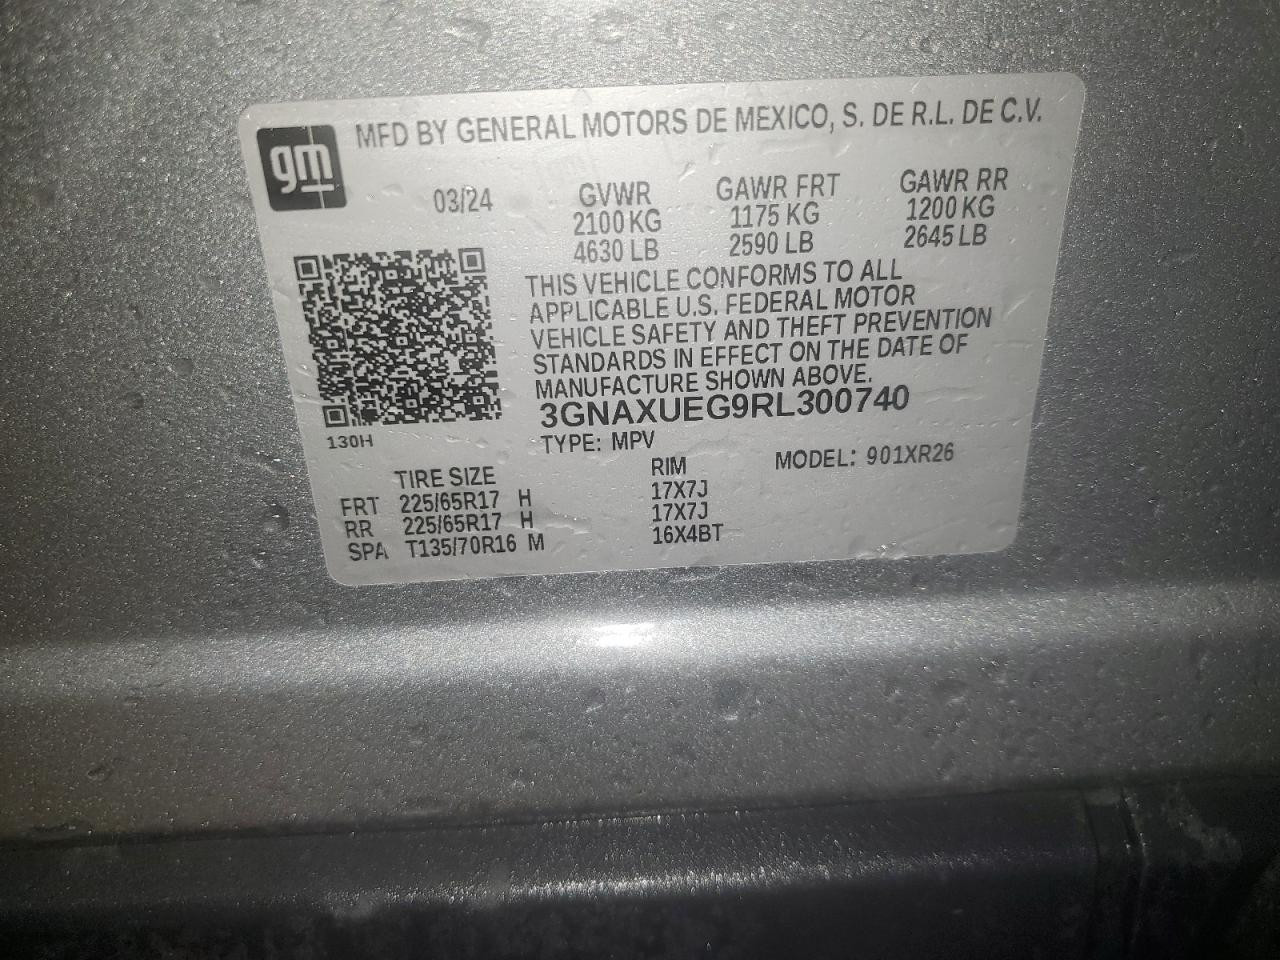 gm
MFD BY GENERAL MOTORS DE MEXICO, S. DE R.L. DE C.V.
03/24 GVWR GAWR FRT GAWR RR
2100 KG 1175 KG 1200 KG
4630 LB 2590 LB 2645 LB
THIS VEHICLE CONFORMS TO ALL
APPLICABLE U.S. FEDERAL MOTOR
VEHICLE SAFETY AND THEFT PREVENTION
STANDARDS IN EFFECT ON THE DATE OF
MANUFACTURE SHOWN ABOVE.
3GNAXUEG9RL300740
130H
TYPE: MPV MODEL: 901XR26
TIRE SIZE RIM
FRT 225/65R17 H 17X7J
RR 225/65R17 H 17X7J
SPA T135/70R16 M 16X4BT